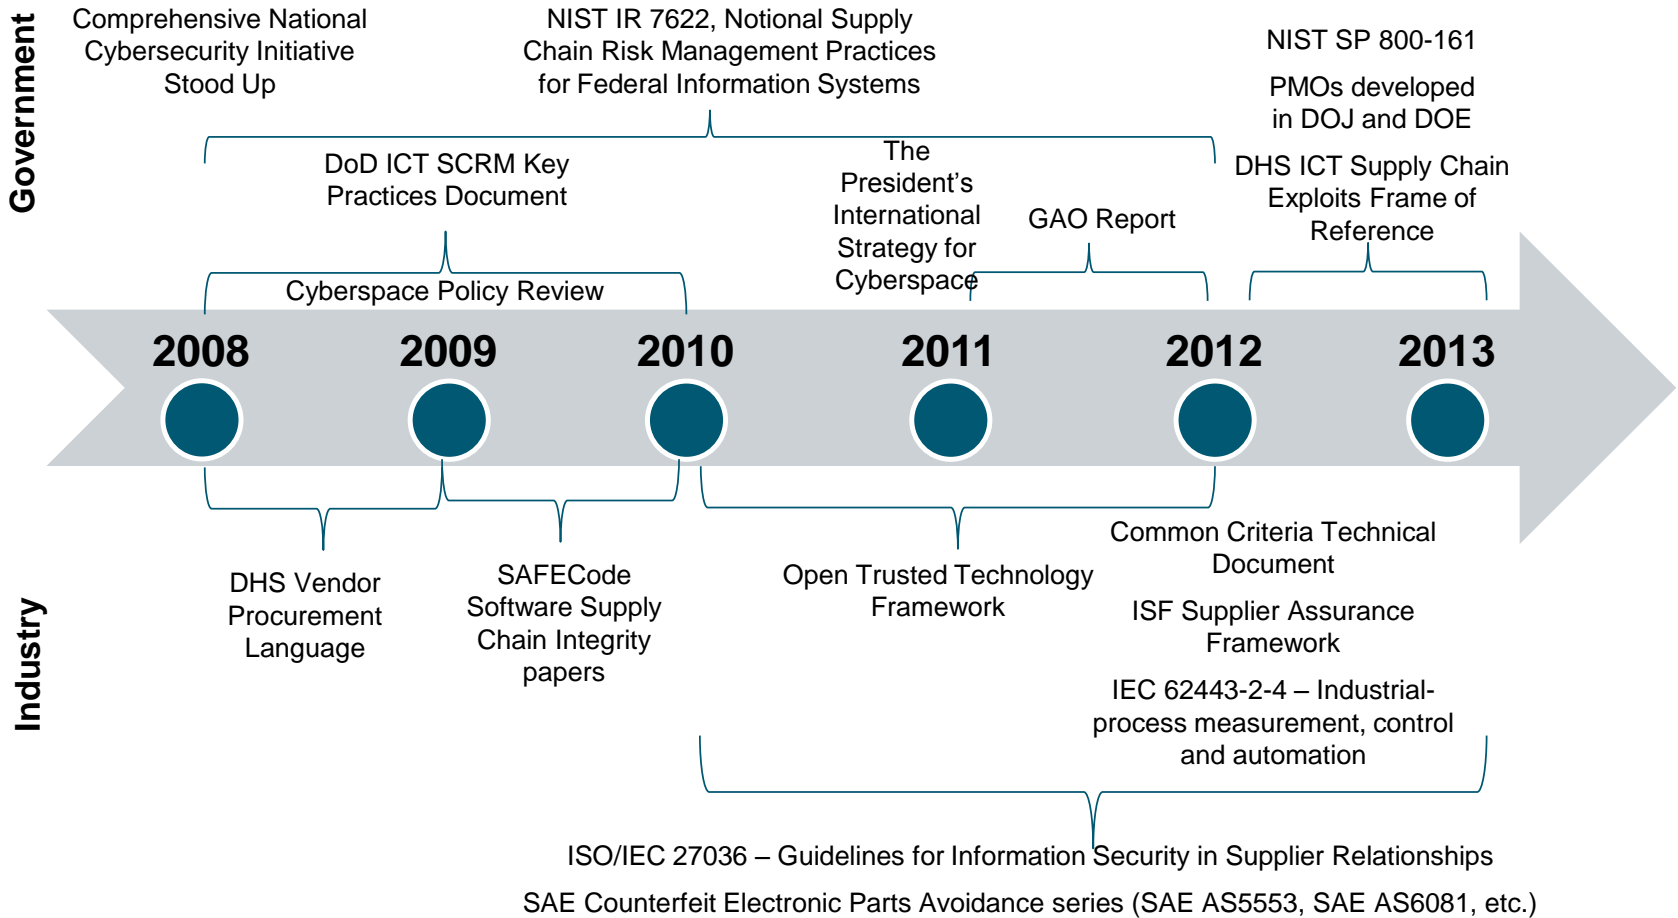 Government
Comprehensive National
Cybersecurity Initiative
Stood Up
NIST IR 7622, Notional Supply
Chain Risk Management Practices
for Federal Information Systems
NIST SP 800-161
PMOs developed
in DOJ and DOE
DHS ICT Supply Chain
Exploits Frame of
Reference
DoD ICT SCRM Key
Practices Document
The
President’s
International
Strategy for
Cyberspace
GAO Report
Cyberspace Policy Review
2008
2009
2010
2011
2012
2013
Industry
DHS Vendor
Procurement
Language
SAFECode
Software Supply
Chain Integrity
papers
Open Trusted Technology
Framework
Common Criteria Technical
Document
ISF Supplier Assurance
Framework
IEC 62443-2-4 – Industrial-
process measurement, control
and automation
ISO/IEC 27036 – Guidelines for Information Security in Supplier Relationships
SAE Counterfeit Electronic Parts Avoidance series (SAE AS5553, SAE AS6081, etc.)